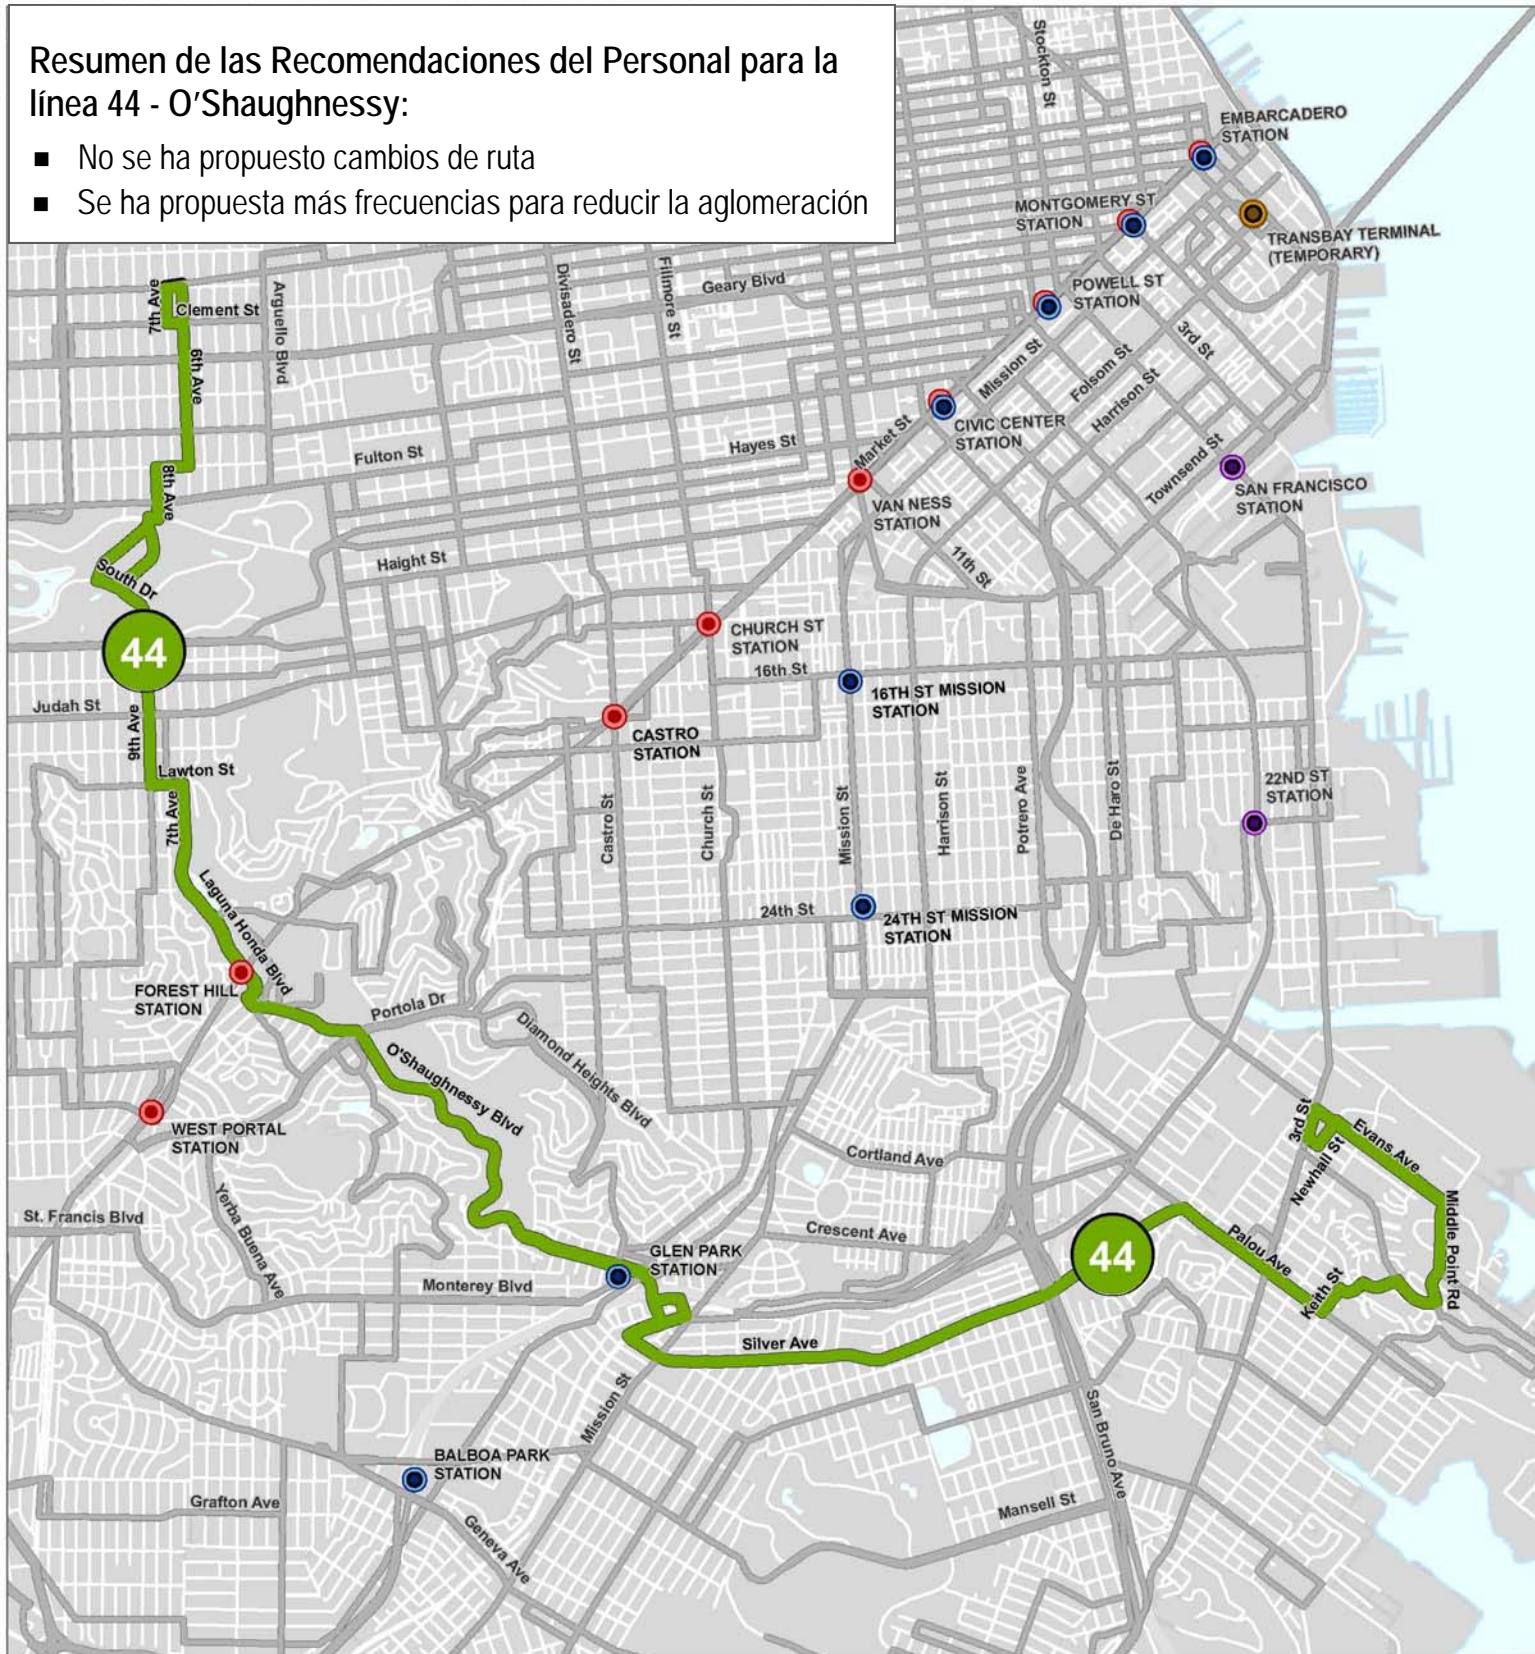 Resumen de las Recomendaciones del Personal para la
línea 44 - O'Shaughnessy:
■ No se ha propuesto cambios de ruta
■ Se ha propuesta más frecuencias para reducir la aglomeración
Stockton St
EMBARCADERO
STATION
MONTGOMERY ST
STATION
TRANSBAY TERMINAL
(TEMPORARY)
7th Ave
Clement St
Arguello Blvd
Divisadero St
Fillmore St
Geary Blvd
POWELL ST
STATION
6th Ave
Mission St
Folsom St
3rd St
Harrison St
CIVIC CENTER
STATION
Market St
Hayes St
Fulton St
8th Ave
Townsend St
SAN FRANCISCO
STATION
VAN NESS
STATION
11th St
Haight St
South Dr
44
CHURCH ST
STATION
16th St
16TH ST MISSION
STATION
Judah St
9th Ave
CASTRO
STATION
Lawton St
7th Ave
Castro St
Church St
Mission St
Harrison St
Potrero Ave
De Haro St
22ND ST
STATION
Laguna Honda Blvd
24th St
24TH ST MISSION
STATION
FOREST HILL
STATION
Portola Dr
Diamond Heights Blvd
O'Shaughnessy Blvd
WEST PORTAL
STATION
Cortland Ave
3rd St
Evans Ave
Newhall St
Middle Point Rd
St. Francis Blvd
Yerba Buena Ave
Crescent Ave
GLEN PARK
STATION
44
Palou Ave
Keith St
Monterey Blvd
Silver Ave
Mission St
San Bruno Ave
BALBOA PARK
STATION
Grafton Ave
Geneva Ave
Mansell St